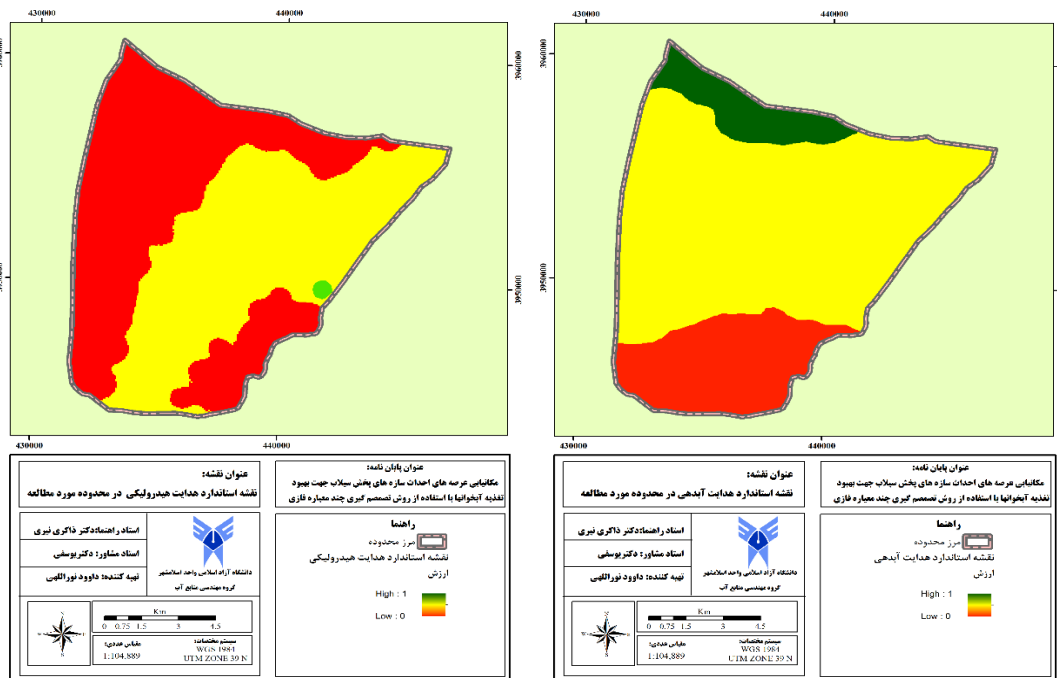 430000
440000
3960000
3950000
430000
440000
عنوان نقشه:
نقشه استاندارد هدایت هیدرولیکی در محدوده مورد مطالعه
عنوان پایان نامه:
مکانیابی عرصه های احداث سازه های پخش سیلاب جهت بهبود
تغذیه آبخوانها با استفاده از روش تصمصم گیری چند معیاره فازی
استاد راهنما:دکتر ذاکری نیری
استاد مشاور: دکتریوسفی
تهیه کننده: داوود نوراللهی
دانشگاه آزاد اسلامی واحد اسلامشهر
گروه مهندسی منابع آب
راهنما
مرز محدوده
نقشه استاندارد هدایت هیدرولیکی
ارزش
High : 1
Low : 0
N
S
Km
0 0.75 1.5 3 4.5
مقیاس عددی:
1:104,889
سیستم مختصات:
WGS 1984
UTM ZONE 39 N
430000
440000
3960000
3950000
430000
440000
عنوان نقشه:
نقشه استاندارد هدایت آبدهی در محدوده مورد مطالعه
عنوان پایان نامه:
مکانیابی عرصه های احداث سازه های پخش سیلاب جهت بهبود
تغذیه آبخوانها با استفاده از روش تصمصم گیری چند معیاره فازی
استاد راهنما:دکتر ذاکری نیری
استاد مشاور: دکتریوسفی
تهیه کننده: داوود نوراللهی
دانشگاه آزاد اسلامی واحد اسلامشهر
گروه مهندسی منابع آب
راهنما
مرز محدوده
نقشه استاندارد هدایت آبدهی
ارزش
High : 1
Low : 0
N
S
Km
0 0.75 1.5 3 4.5
مقیاس عددی:
1:104,889
سیستم مختصات:
WGS 1984
UTM ZONE 39 N